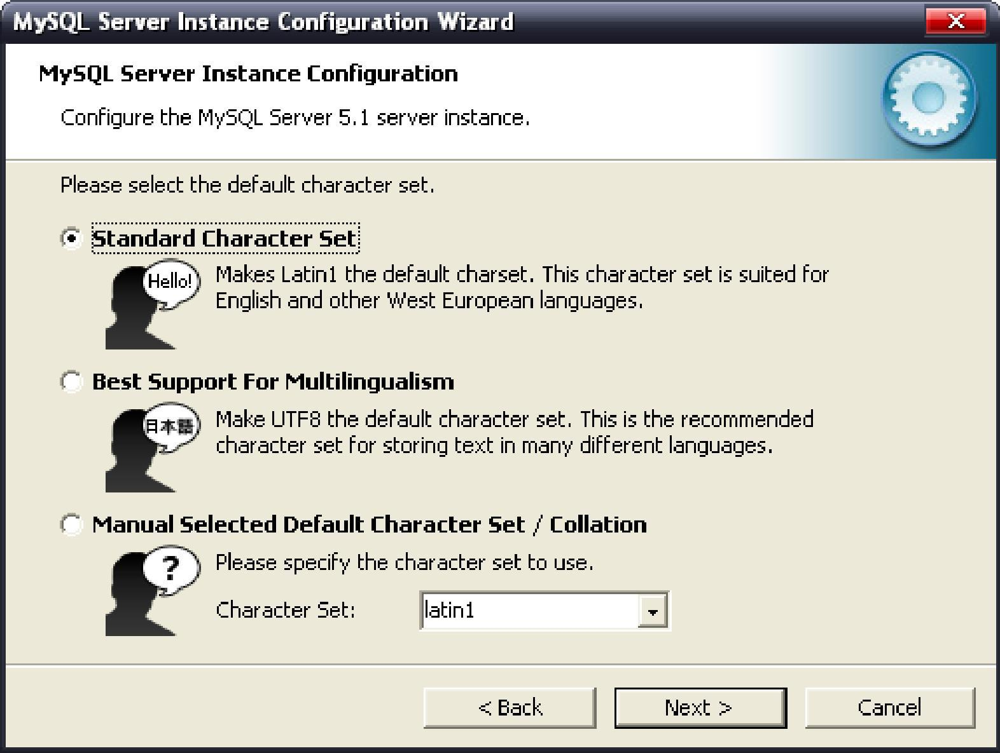 MySQL Server Instance Configuration Wizard
MySQL Server Instance Configuration
Configure the MySQL Server 5.1 server instance.
Please select the default character set.
Standard Character Set
Hello!
Makes Latin1 the default charset. This character set is suited for
English and other West European languages.
Best Support For Multilingualism
日本語
Make UTF8 the default character set. This is the recommended
character set for storing text in many different languages.
Manual Selected Default Character Set / Collation
?
Please specify the character set to use.
Character Set: latin1
< Back Next > Cancel